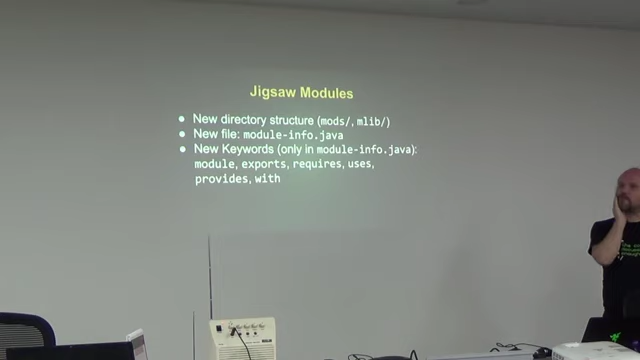 Jigsaw Modules
● New directory structure (mods/, mlib/)
● New file: module-info.java
● New Keywords (only in module-info.java):
module, exports, requires, uses,
provides, with